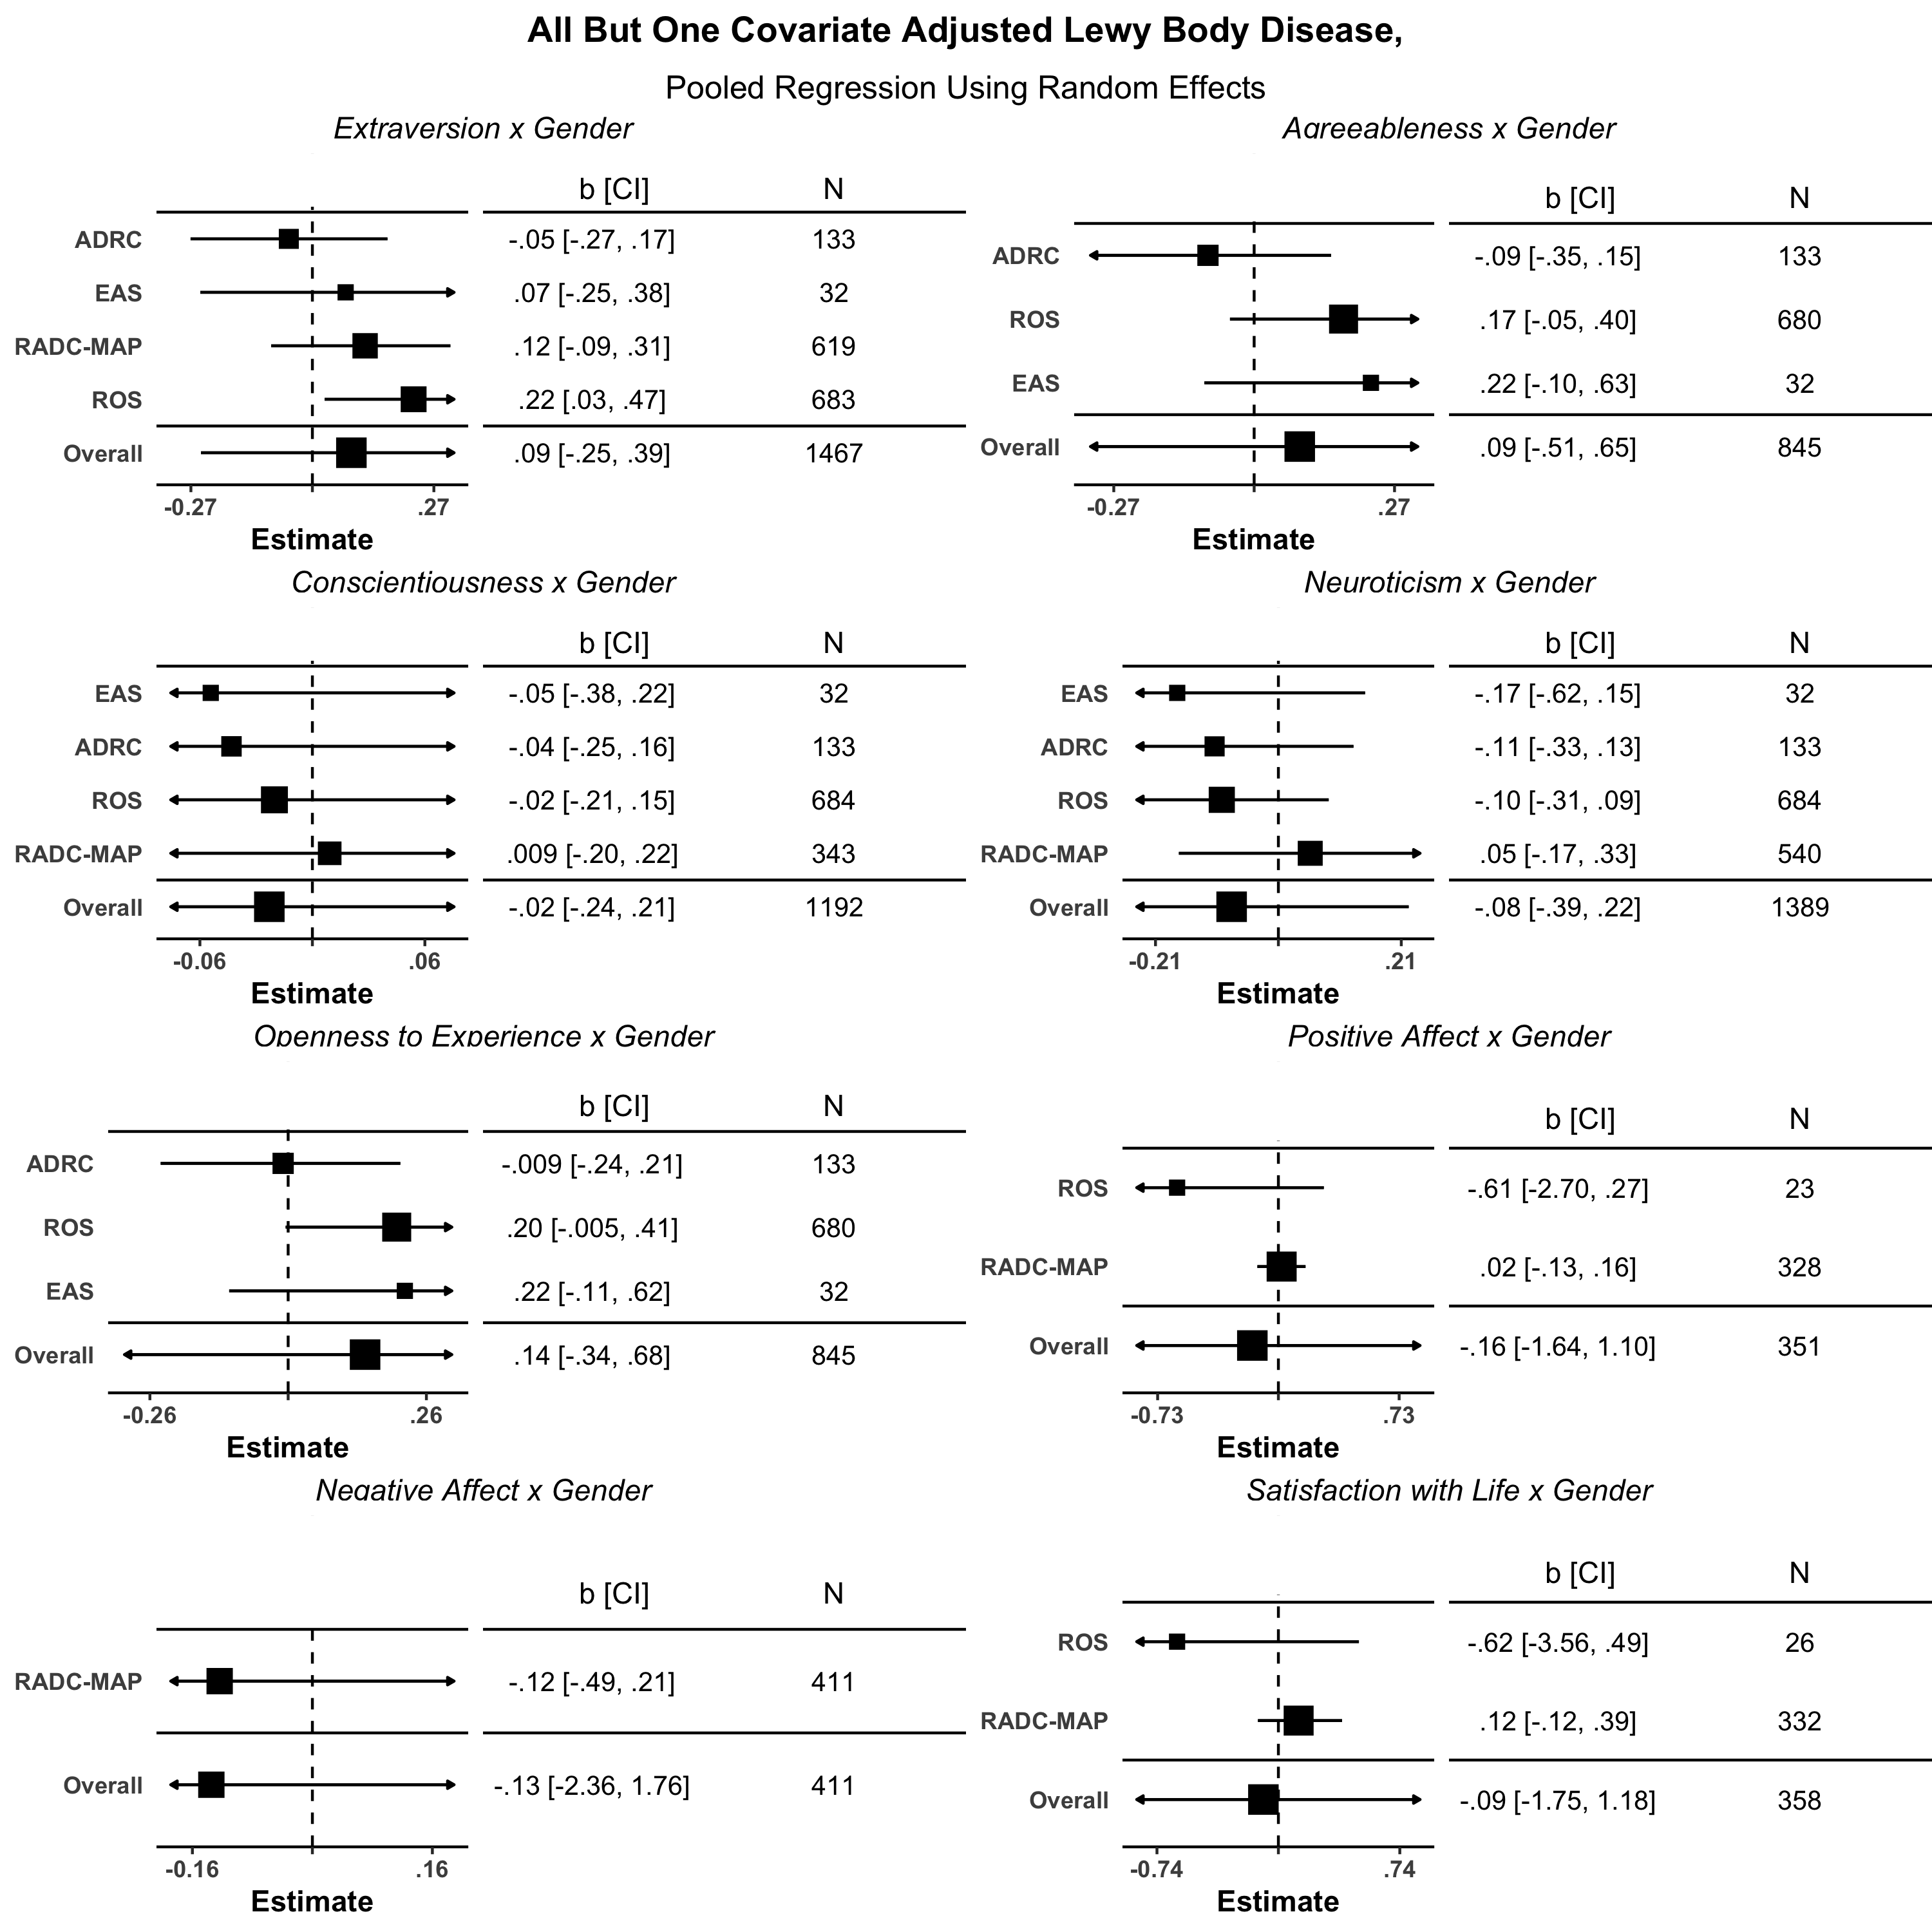 All But One Covariate Adjusted Lewy Body Disease,
Pooled Regression Using Random Effects
Extraversion x Gender
b [CI] N
ADRC -.05 [-.27, .17] 133
EAS .07 [-.25, .38] 32
RADC-MAP .12 [-.09, .31] 619
ROS .22 [.03, .47] 683
Overall .09 [-.25, .39] 1467
-0.27 .27
Estimate
Agreeableness x Gender
b [CI] N
ADRC -.09 [-.35, .15] 133
ROS .17 [-.05, .40] 680
EAS .22 [-.10, .63] 32
Overall .09 [-.51, .65] 845
-0.27 .27
Estimate
Conscientiousness x Gender
b [CI] N
EAS -.05 [-.38, .22] 32
ADRC -.04 [-.25, .16] 133
ROS -.02 [-.21, .15] 684
RADC-MAP .009 [-.20, .22] 343
Overall -.02 [-.24, .21] 1192
-0.06 .06
Estimate
Neuroticism x Gender
b [CI] N
EAS -.17 [-.62, .15] 32
ADRC -.11 [-.33, .13] 133
ROS -.10 [-.31, .09] 684
RADC-MAP .05 [-.17, .33] 540
Overall -.08 [-.39, .22] 1389
-0.21 .21
Estimate
Openness to Experience x Gender
b [CI] N
ADRC -.009 [-.24, .21] 133
ROS .20 [-.005, .41] 680
EAS .22 [-.11, .62] 32
Overall .14 [-.34, .68] 845
-0.26 .26
Estimate
Positive Affect x Gender
b [CI] N
ROS -.61 [-2.70, .27] 23
RADC-MAP .02 [-.13, .16] 328
Overall -.16 [-1.64, 1.10] 351
-0.73 .73
Estimate
Negative Affect x Gender
b [CI] N
RADC-MAP -.12 [-.49, .21] 411
Overall -.13 [-2.36, 1.76] 411
-0.16 .16
Estimate
Satisfaction with Life x Gender
b [CI] N
ROS -.62 [-3.56, .49] 26
RADC-MAP .12 [-.12, .39] 332
Overall -.09 [-1.75, 1.18] 358
-0.74 .74
Estimate